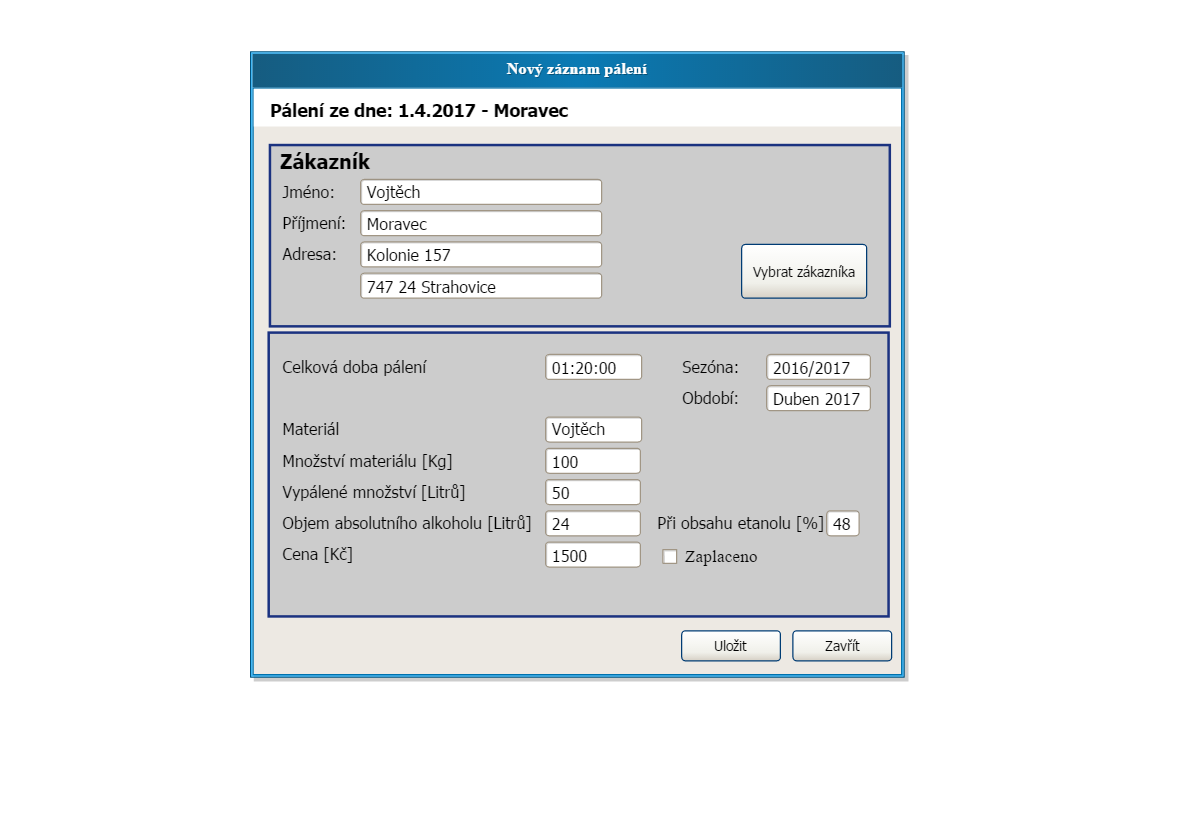 Nový záznam pálení
Pálení ze dne: 1.4.2017 - Moravec
Zákazník
Jméno: Vojtěch
Příjmení: Moravec
Adresa: Kolonie 157
747 24 Strahovice
Vybrat zákazníka
Celková doba pálení 01:20:00 Sezóna: 2016/2017
Období: Duben 2017
Materiál Vojtěch
Množství materiálu [Kg] 100
Vypálené množství [Litrů] 50
Objem absolutního alkoholu [Litrů] 24 Při obsahu etanolu [%] 48
Cena [Kč] 1500 Zaplaceno
Uložit Zavřít